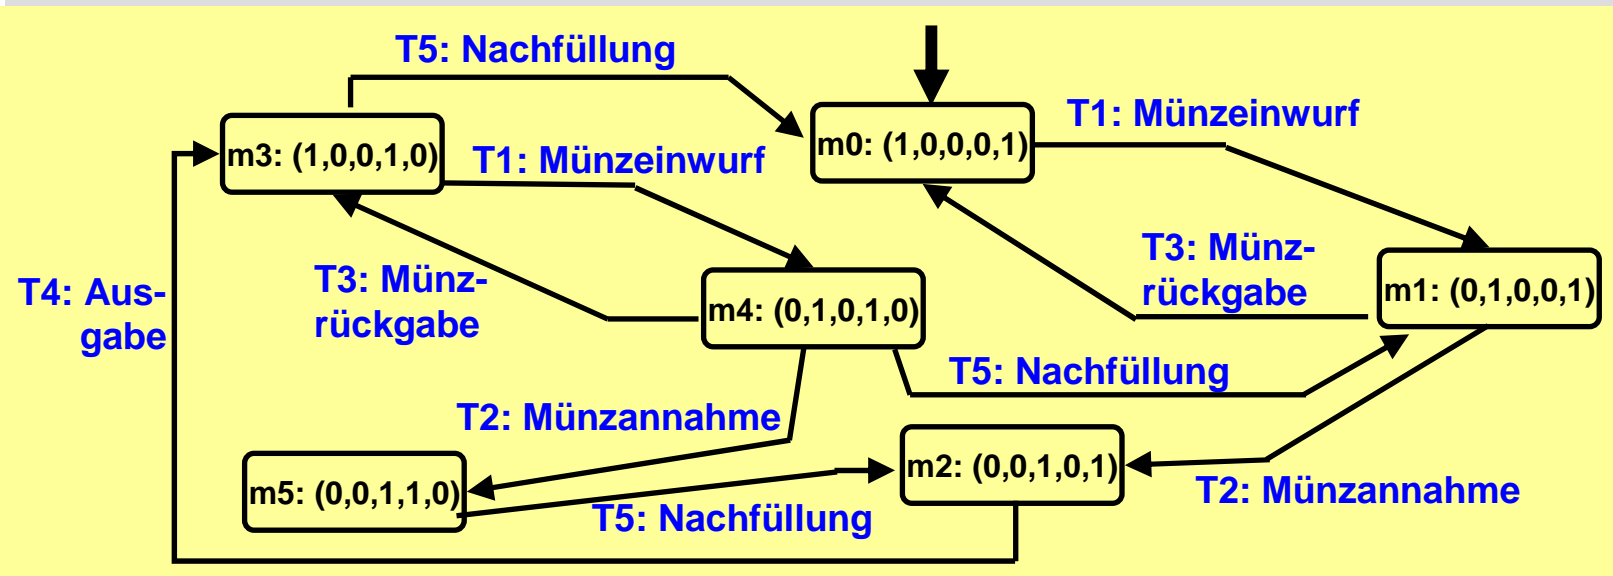 T5: Nachfüllung
T1: Münzeinwurf
m0: (1,0,0,0,1)
m3: (1,0,0,1,0)
T1: Münzeinwurf
T3: Münz-
rückgabe
T3: Münz-
rückgabe
T4: Aus-
gabe
m4: (0,1,0,1,0)
m1: (0,1,0,0,1)
T5: Nachfüllung
T2: Münzannahme
m2: (0,0,1,0,1)
m5: (0,0,1,1,0)
T2: Münzannahme
T5: Nachfüllung